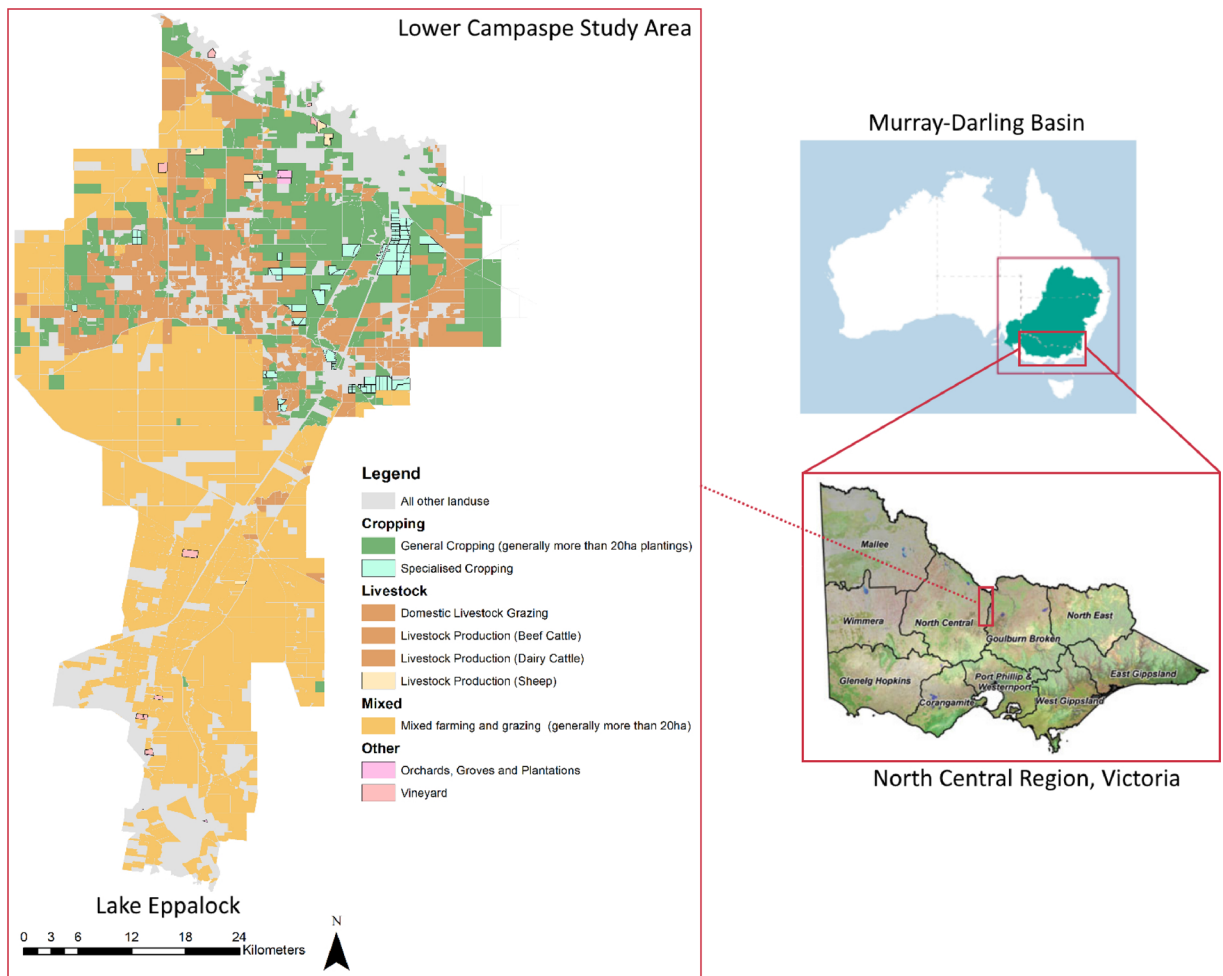 Lower Campaspe Study Area
Legend
All other landuse
Cropping
General Cropping (generally more than 20ha plantings)
Specialised Cropping
Livestock
Domestic Livestock Grazing
Livestock Production (Beef Cattle)
Livestock Production (Dairy Cattle)
Livestock Production (Sheep)
Mixed
Mixed farming and grazing (generally more than 20ha)
Other
Orchards, Groves and Plantations
Vineyard
Lake Eppalock
N
0 3 6 12 18 24
Kilometers
Murray-Darling Basin
Mallee
Wimmera
North Central
North East
Goulburn Broken
Glenelg Hopkins
Port Phillip &
Westernport
East Gippsland
Corangamite
West Gippsland
North Central Region, Victoria